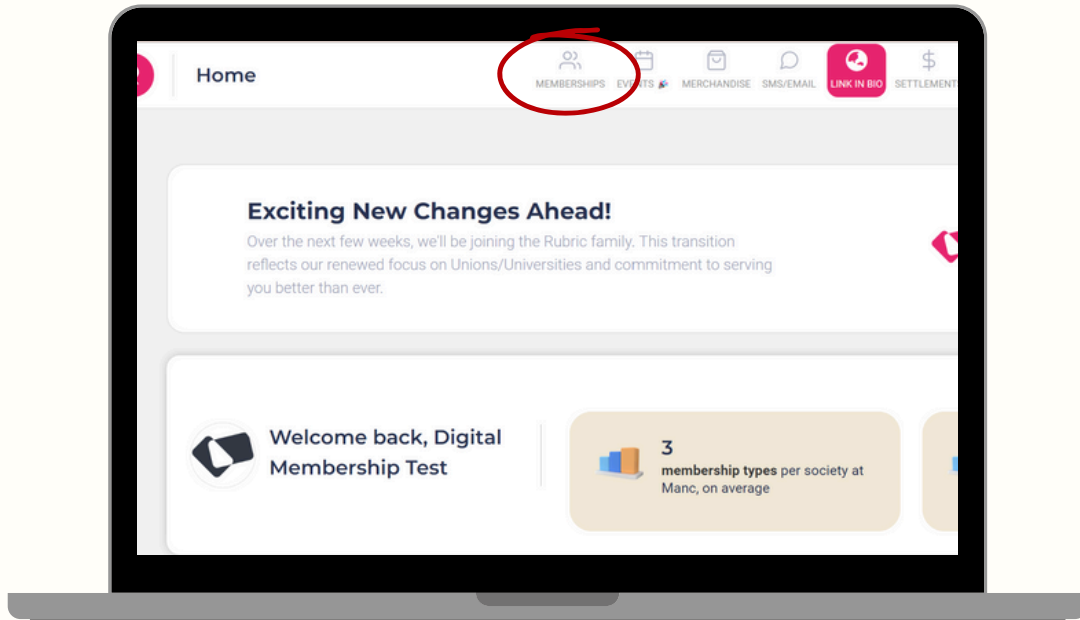 Home
MEMBERSHIPS
EVENTS 🎉
MERCHANDISE
SMS/EMAIL
LINK IN BIO
SETTLEMENT
Exciting New Changes Ahead!
Over the next few weeks, we'll be joining the Rubric family. This transition
reflects our renewed focus on Unions/Universities and commitment to serving
you better than ever.
Welcome back, Digital
Membership Test
3
membership types per society at
Manc, on average